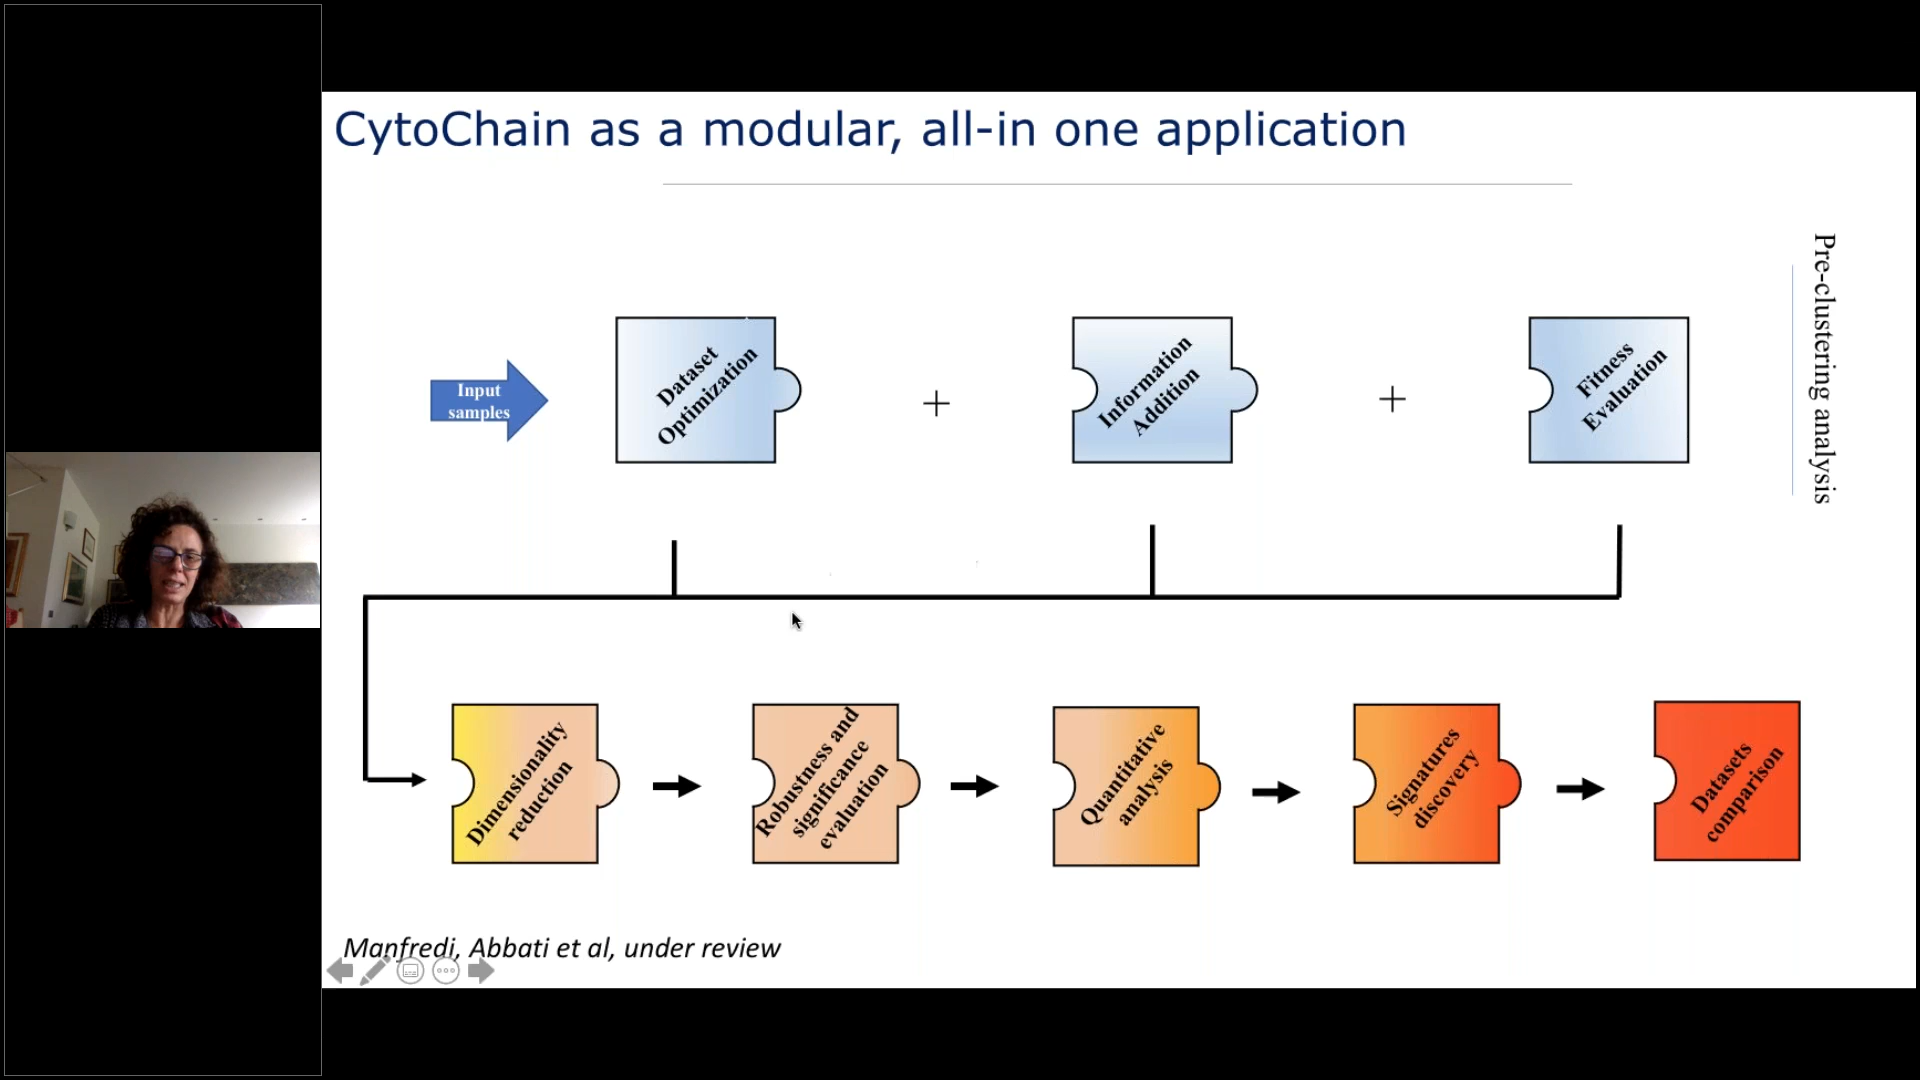 CytoChain as a modular, all-in one application
Input
samples
Dataset
Optimization
+
Information
Addition
+
Fitness
Evaluation
Pre-clustering analysis
Dimensionality
reduction
Robustness and
significance
evaluation
Quantitative
analysis
Signatures
discovery
Datasets
comparison
Manfredi, Abbati et al, under review